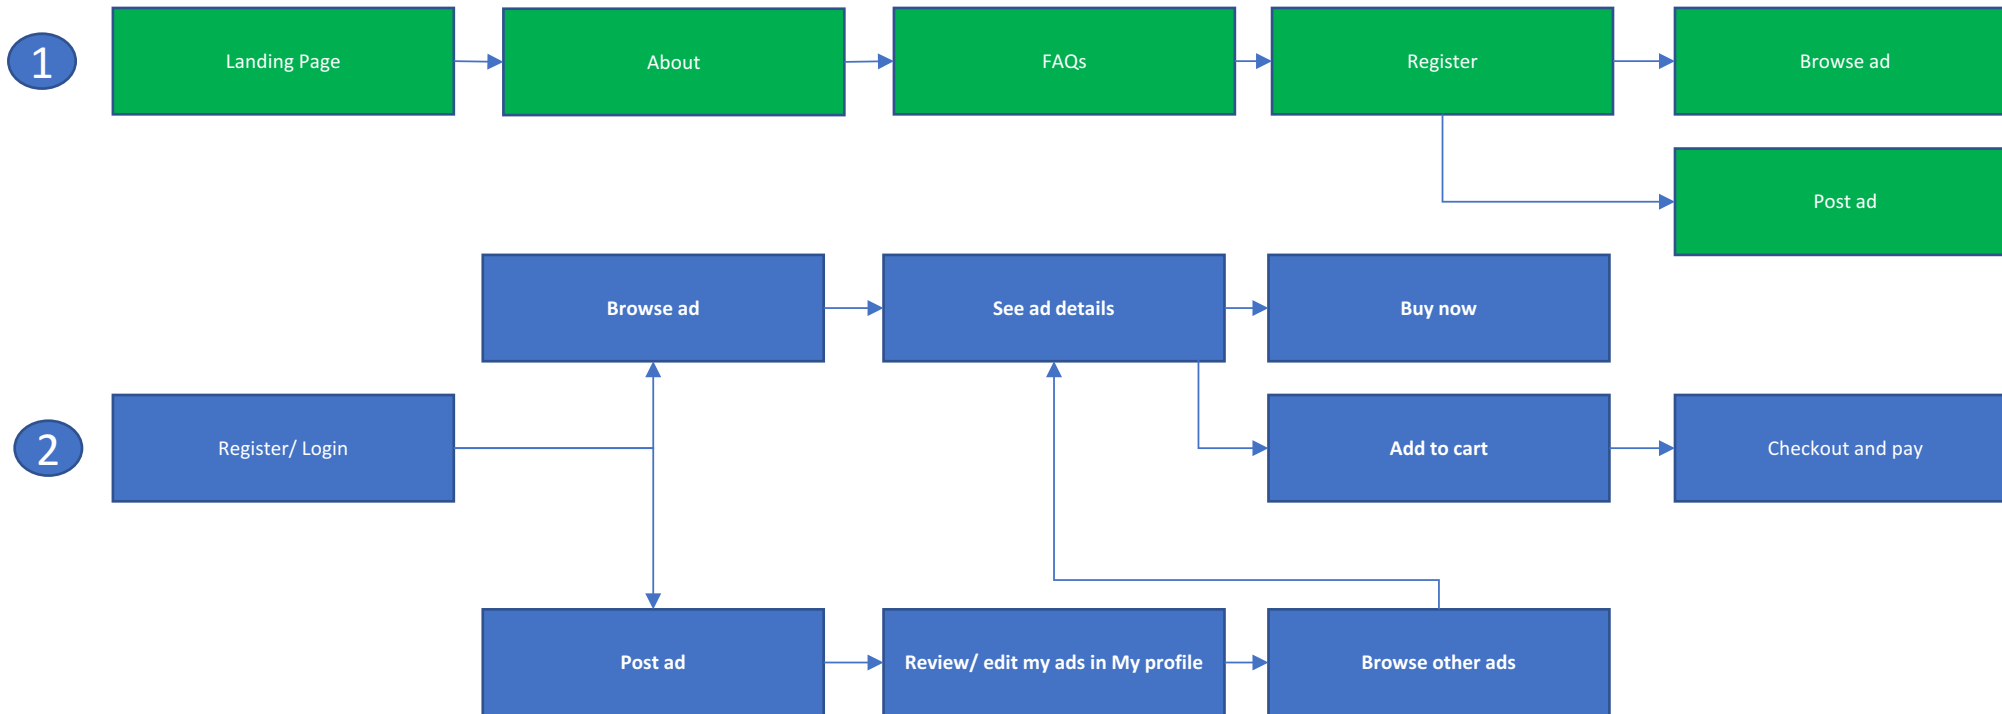 1
Landing Page
About
FAQs
Register
Browse ad
Post ad
Browse ad
See ad details
Buy now
2
Register/ Login
Add to cart
Checkout and pay
Post ad
Review/ edit my ads in My profile
Browse other ads